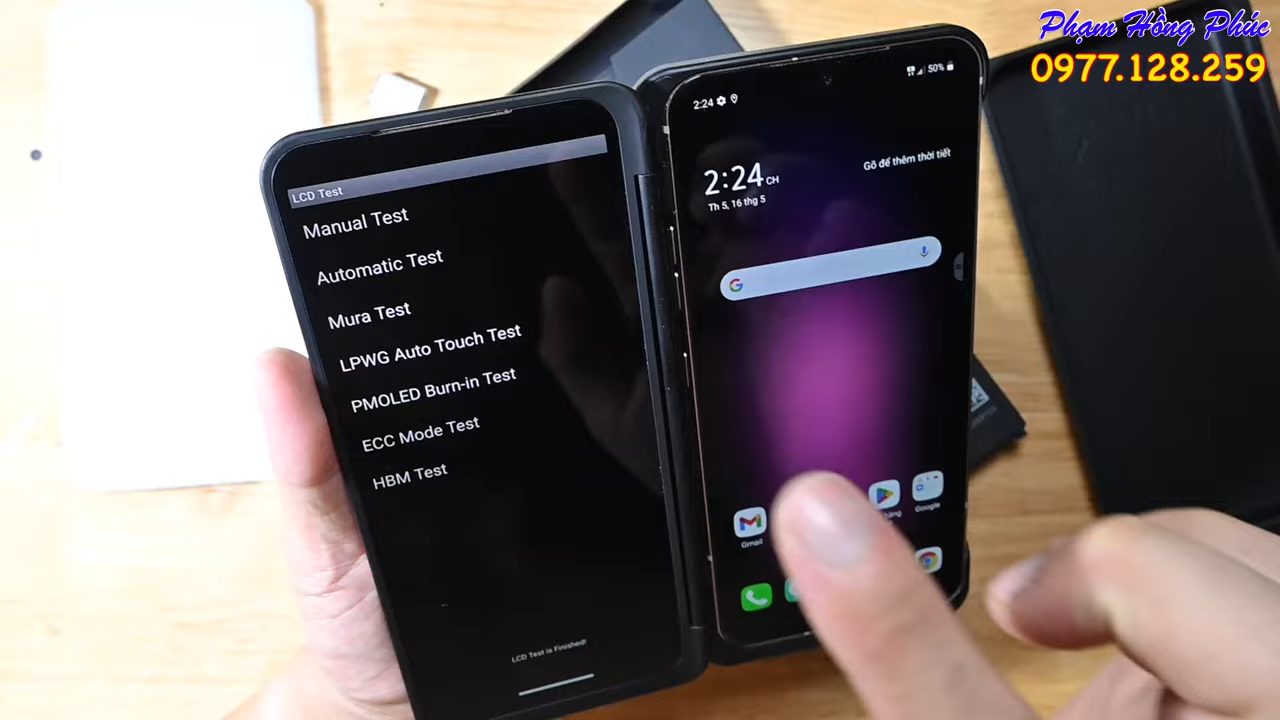 Phạm Hồng Phúc
0977.128.259
LCD Test
Manual Test
Automatic Test
Mura Test
LPWG Auto Touch Test
PMOLED Burn-in Test
ECC Mode Test
HBM Test
LCD Test is Finished!
2:24
50%
2:24 CH
Th 5, 16 thg 5
Gõ để thêm thời tiết
G
Gmail
Google